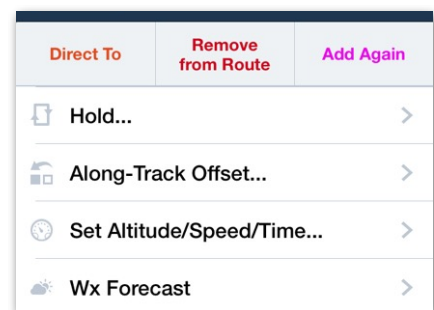 Direct To
Remove
from Route
Add Again
Hold...
Along-Track Offset...
Set Altitude/Speed/Time...
Wx Forecast